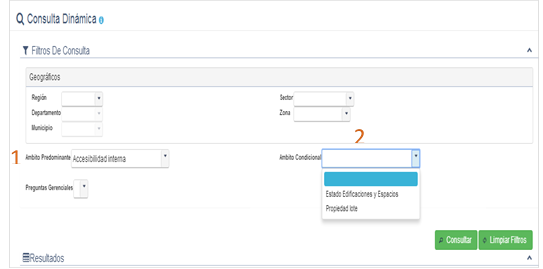 Consulta Dinámica
Filtros De Consulta
Geográficos
Región
Sector
Departamento
Zona
Municipio
2
1
Ambito Predominante Accesibilidad interna
Ambito Condicional
Estado Edificaciones y Espacios
Preguntas Gerenciales
Propiedad lote
Consultar
Limpiar Filtros
Resultados